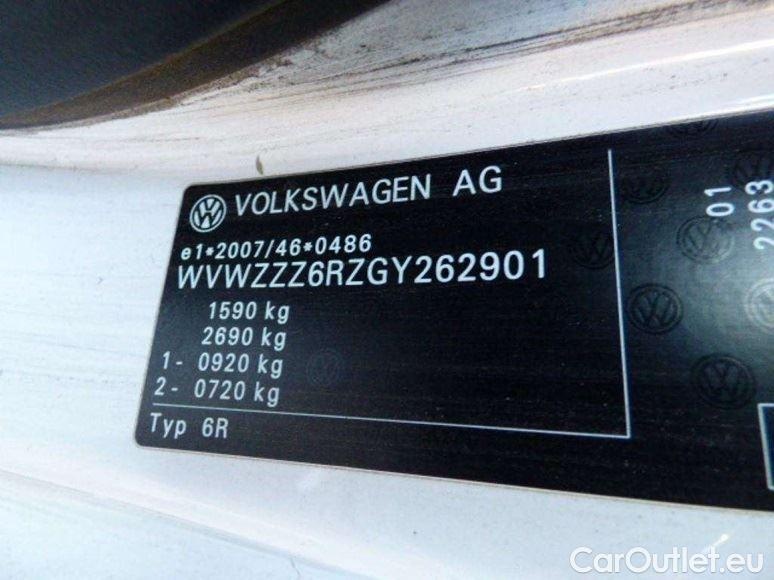 VOLKSWAGEN AG
e1*2007/46*0486
WVWZZZ6RZGY262901
1590 kg
2690 kg
1- 0920 kg
2- 0720 kg
Typ 6R
01
2263
CarOutlet.eu